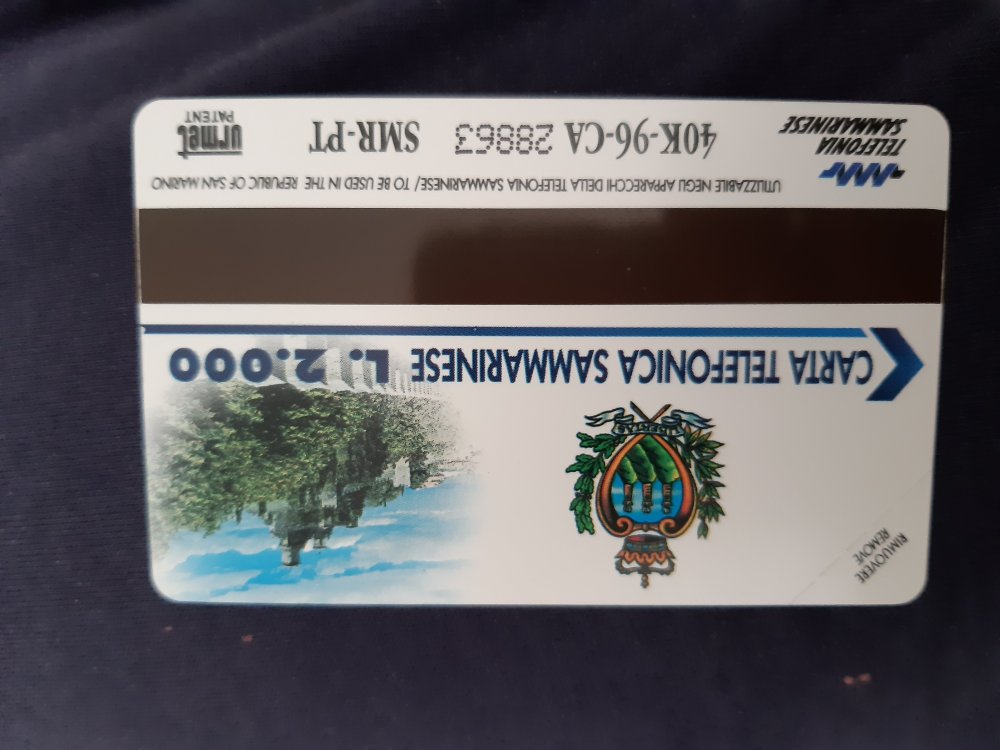 RIMUOVERE
REMOVE
LIBERTAS
CARTA TELEFONICA SAMMARINESE L. 2.000
UTILIZZABILE NEGLI APPARECCHI DELLA TELEFONIA SAMMARINESE/ TO BE USED IN THE REPUBLIC OF SAN MARINO
TELEFONIA
SAMMARINESE
40K-96-CA 28863 SMR-PT
urmet
PATENT